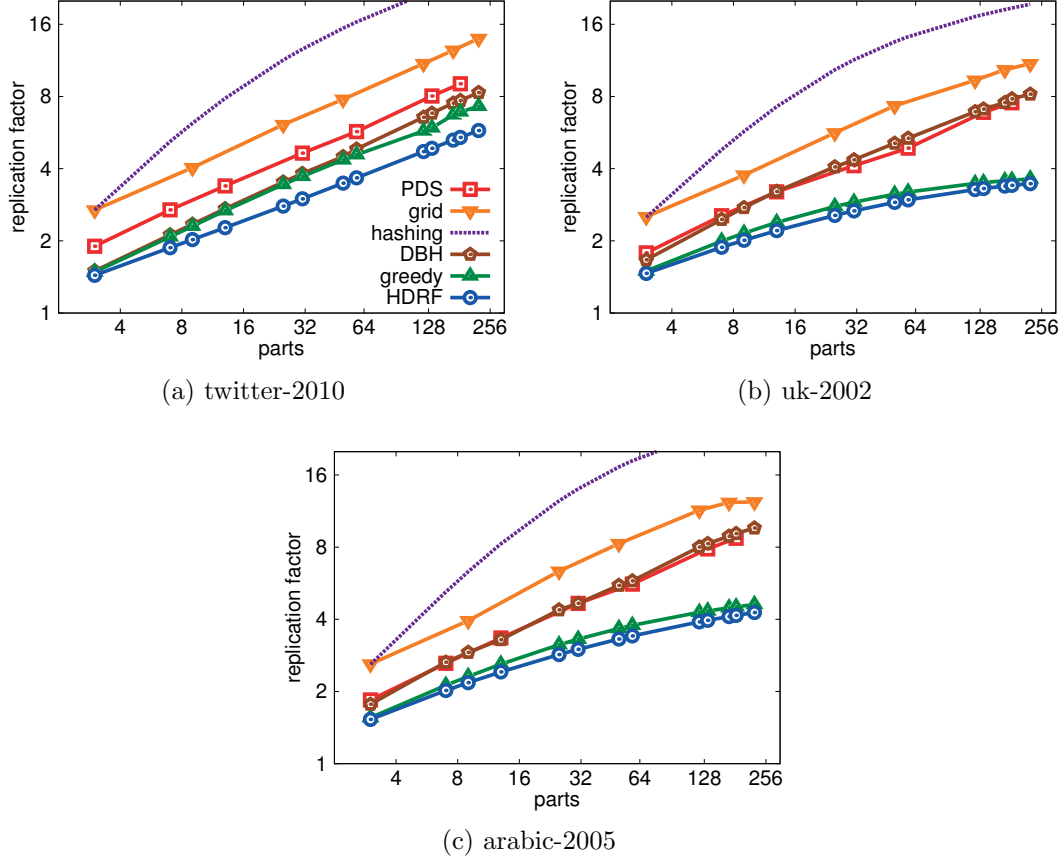 16
8
4
2
1
replication factor
PDS
grid
hashing
DBH
greedy
HDRF
4 8 16 32 64 128 256
parts
(a) twitter-2010
16
8
4
2
1
replication factor
4 8 16 32 64 128 256
parts
(b) uk-2002
16
8
4
2
1
replication factor
4 8 16 32 64 128 256
parts
(c) arabic-2005